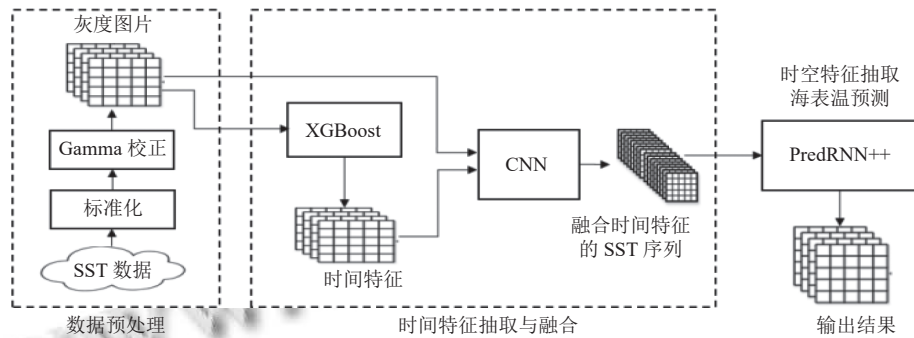 灰度图片
Gamma 校正
标准化
SST 数据
数据预处理
XGBoost
时间特征
CNN
融合时间特征
的 SST 序列
时间特征抽取与融合
时空特征抽取
海表温预测
PredRNN++
输出结果